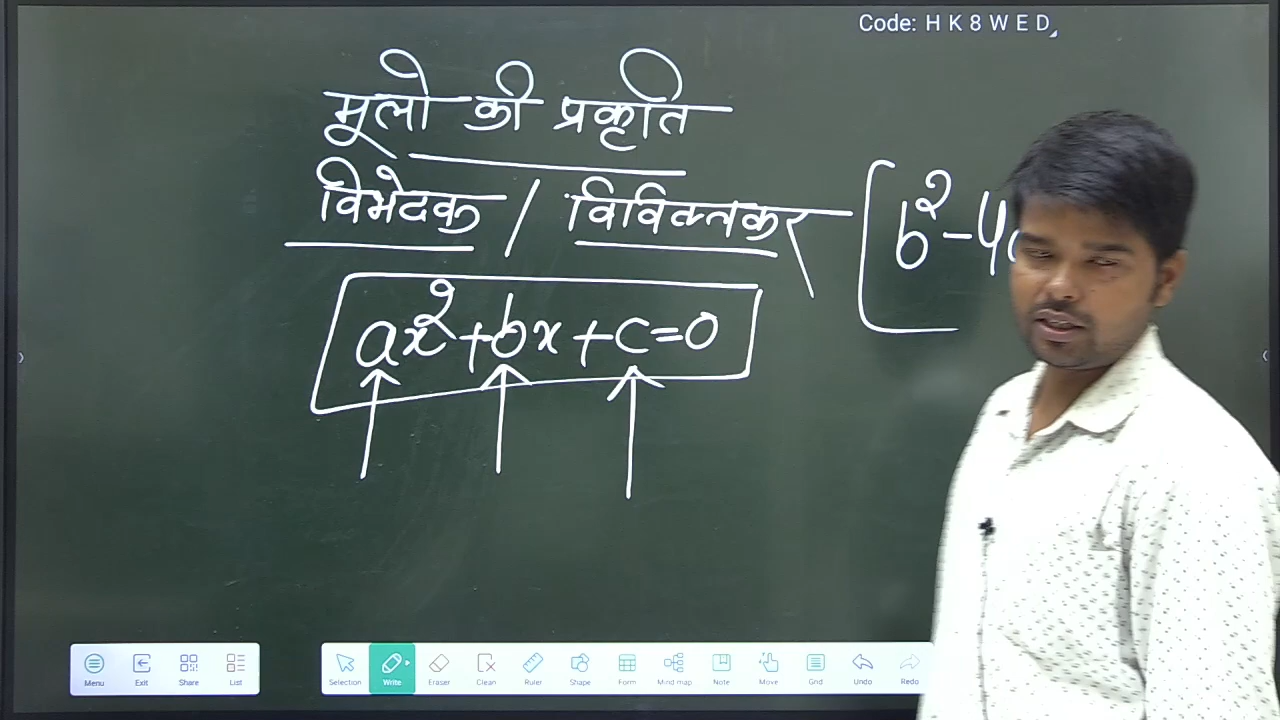 Code: H K 8 W E D
मूलो की प्रकृति
विभेदक / विविक्तकर [b²-4
ax²+bx+c=0
Menu Exit Share List Selection Write Eraser Clean Ruler Shape Form Mind map Note Move Grid Undo Redo